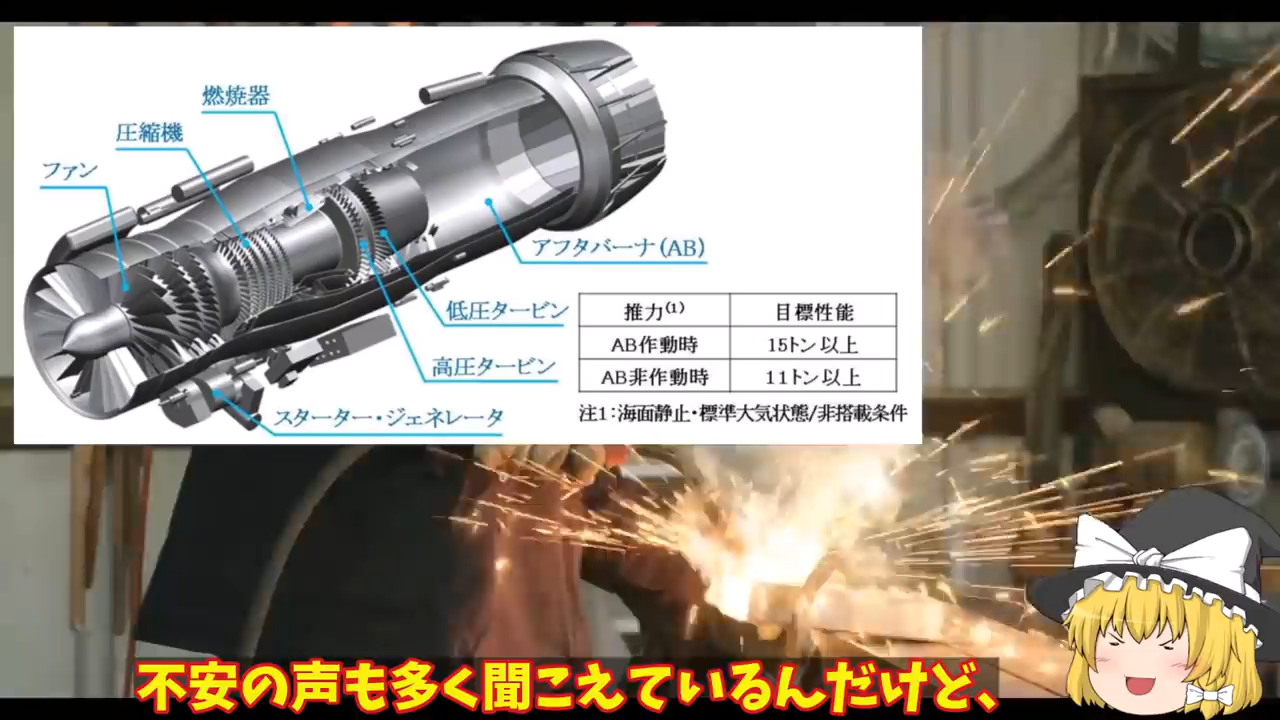 燃焼器
圧縮機
ファン
アフタバーナ(AB)
低圧タービン
高圧タービン
スターター・ジェネレータ
推力(1) 目標性能
AB作動時 15トン以上
AB非作動時 11トン以上
注1:海面静止・標準大気状態/非搭載条件
不安の声も多く聞こえているんだけど、